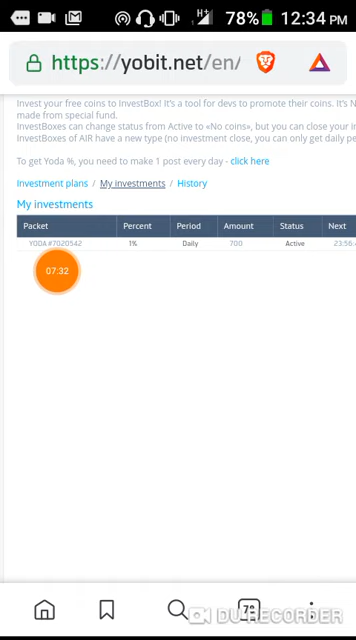 78% 12:34 PM
https://yobit.net/en/
Invest your free coins to InvestBox! It's a tool for devs to promote their coins. It's N
made from special fund.
InvestBoxes can change status from Active to «No coins», but you can close your in
InvestBoxes of AIR have a new type (no investment close, you can only get daily pe
To get Yoda %, you need to make 1 post every day - click here
Investment plans / My investments / History
My investments
Packet Percent Period Amount Status Next
YODA #7020542 1% Daily 700 Active 23:56:
07:32
DU RECORDER